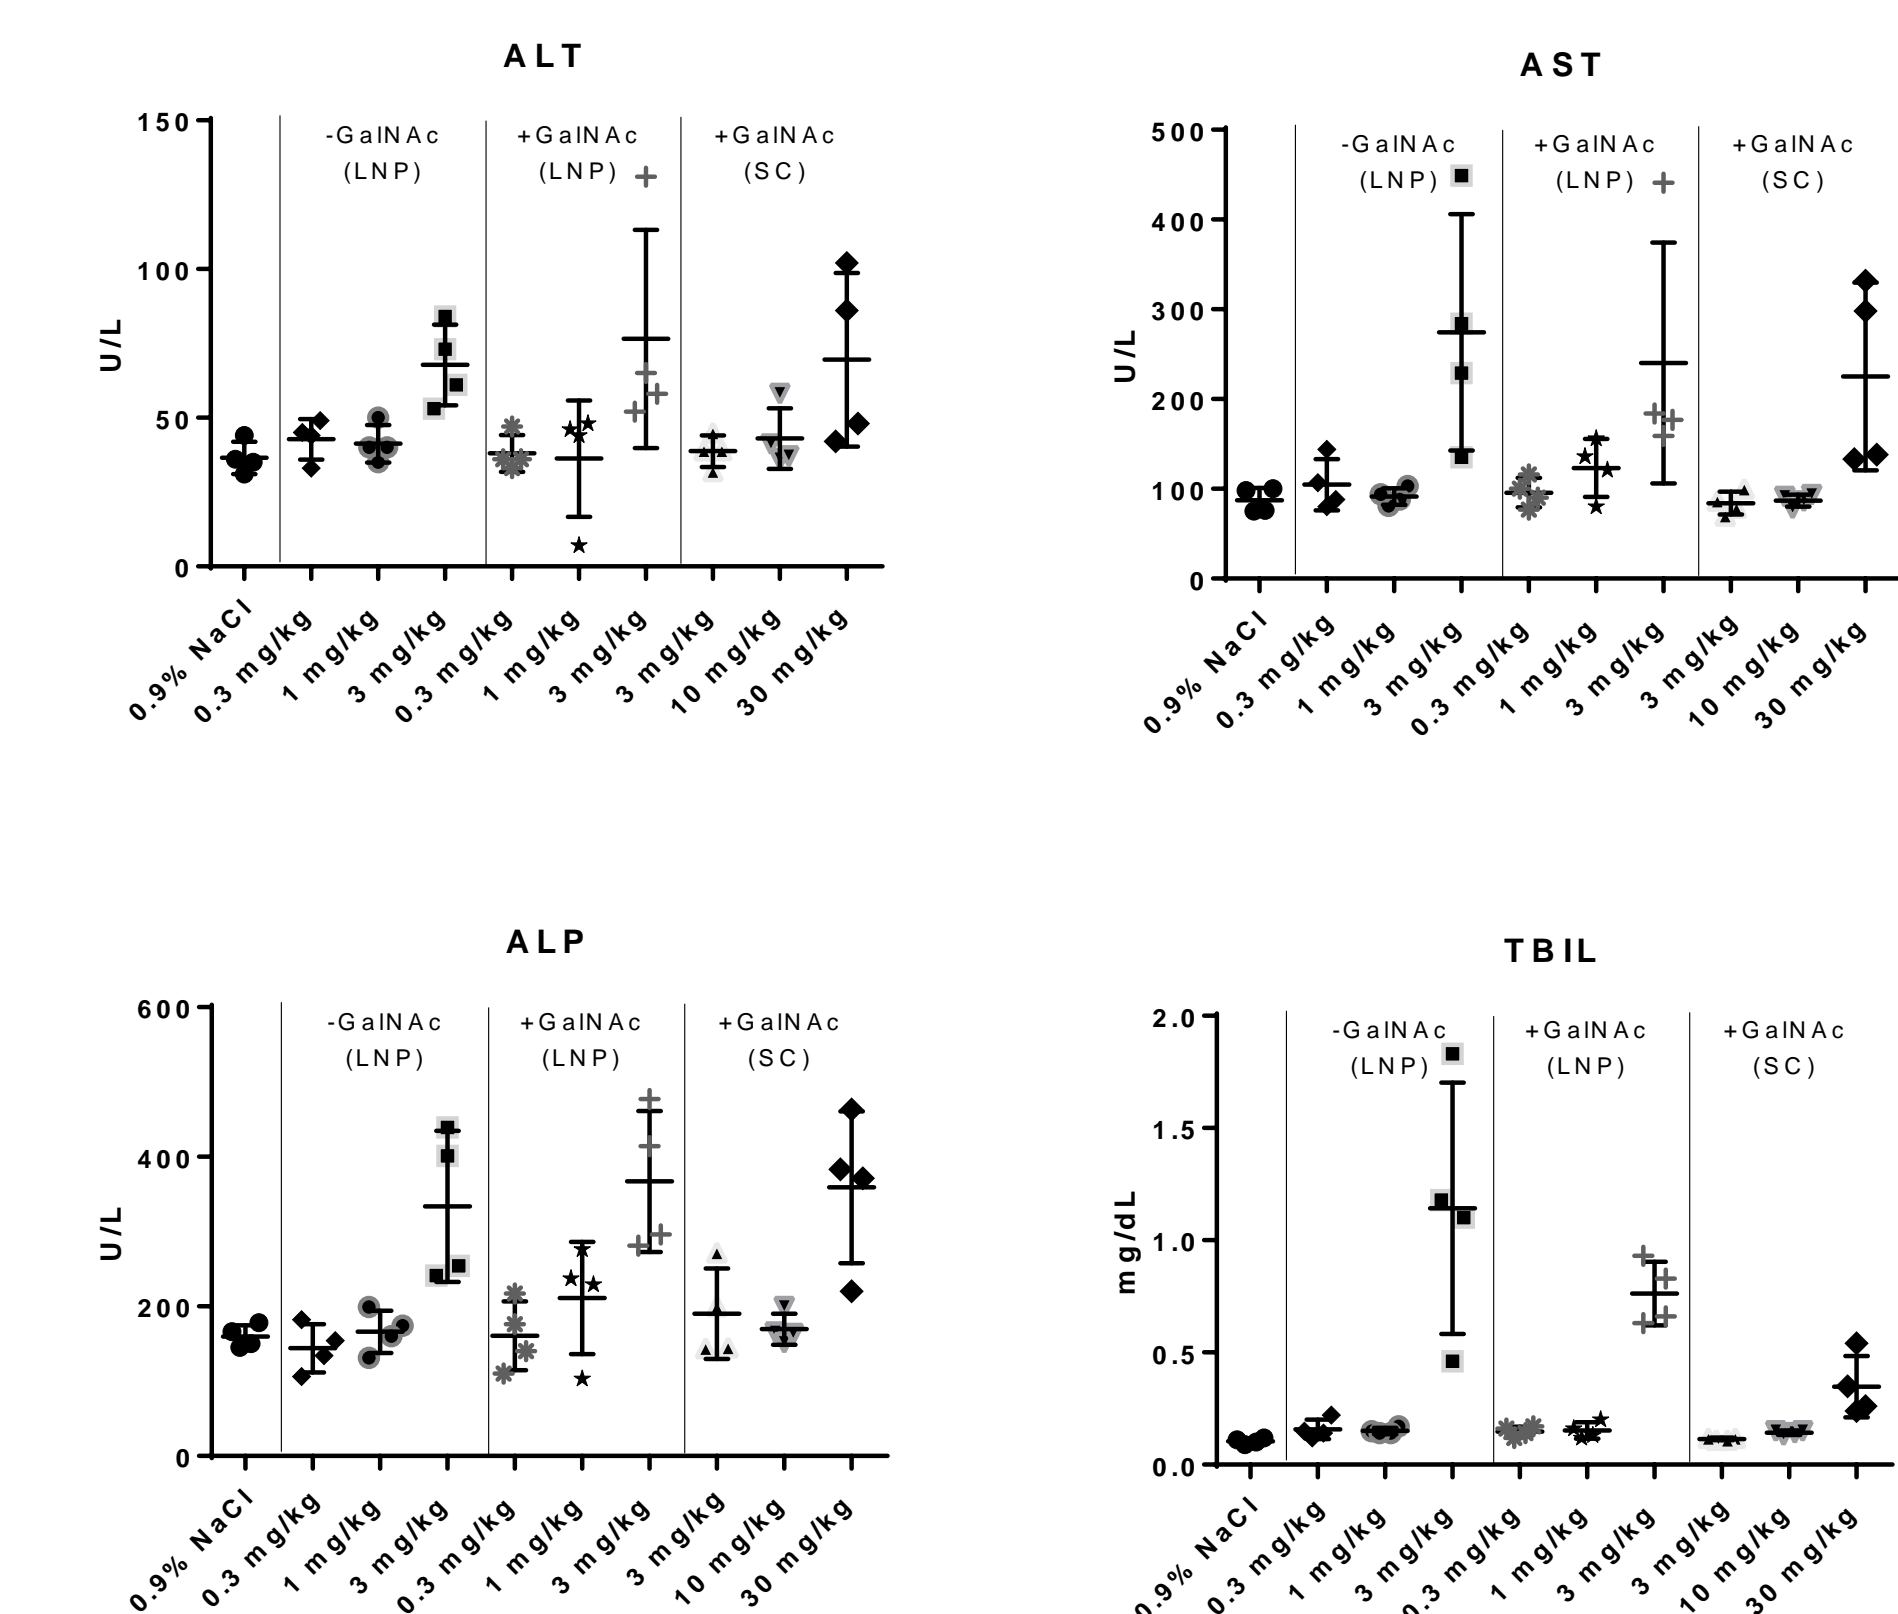 ALT
150
100
50
0
U/L
-GalNAc
(LNP)
+GalNAc
(LNP)
+GalNAc
(SC)
0.9% NaCl
0.3 mg/kg
1 mg/kg
3 mg/kg
0.3 mg/kg
1 mg/kg
3 mg/kg
3 mg/kg
10 mg/kg
30 mg/kg
AST
500
400
300
200
100
0
U/L
-GalNAc
(LNP)
+GalNAc
(LNP)
+GalNAc
(SC)
0.9% NaCl
0.3 mg/kg
1 mg/kg
3 mg/kg
0.3 mg/kg
1 mg/kg
3 mg/kg
3 mg/kg
10 mg/kg
30 mg/kg
ALP
600
400
200
0
U/L
-GalNAc
(LNP)
+GalNAc
(LNP)
+GalNAc
(SC)
0.9% NaCl
0.3 mg/kg
1 mg/kg
3 mg/kg
0.3 mg/kg
1 mg/kg
3 mg/kg
3 mg/kg
10 mg/kg
30 mg/kg
TBIL
2.0
1.5
1.0
0.5
0.0
mg/dL
-GalNAc
(LNP)
+GalNAc
(LNP)
+GalNAc
(SC)
0.9% NaCl
0.3 mg/kg
1 mg/kg
3 mg/kg
0.3 mg/kg
1 mg/kg
3 mg/kg
3 mg/kg
10 mg/kg
30 mg/kg